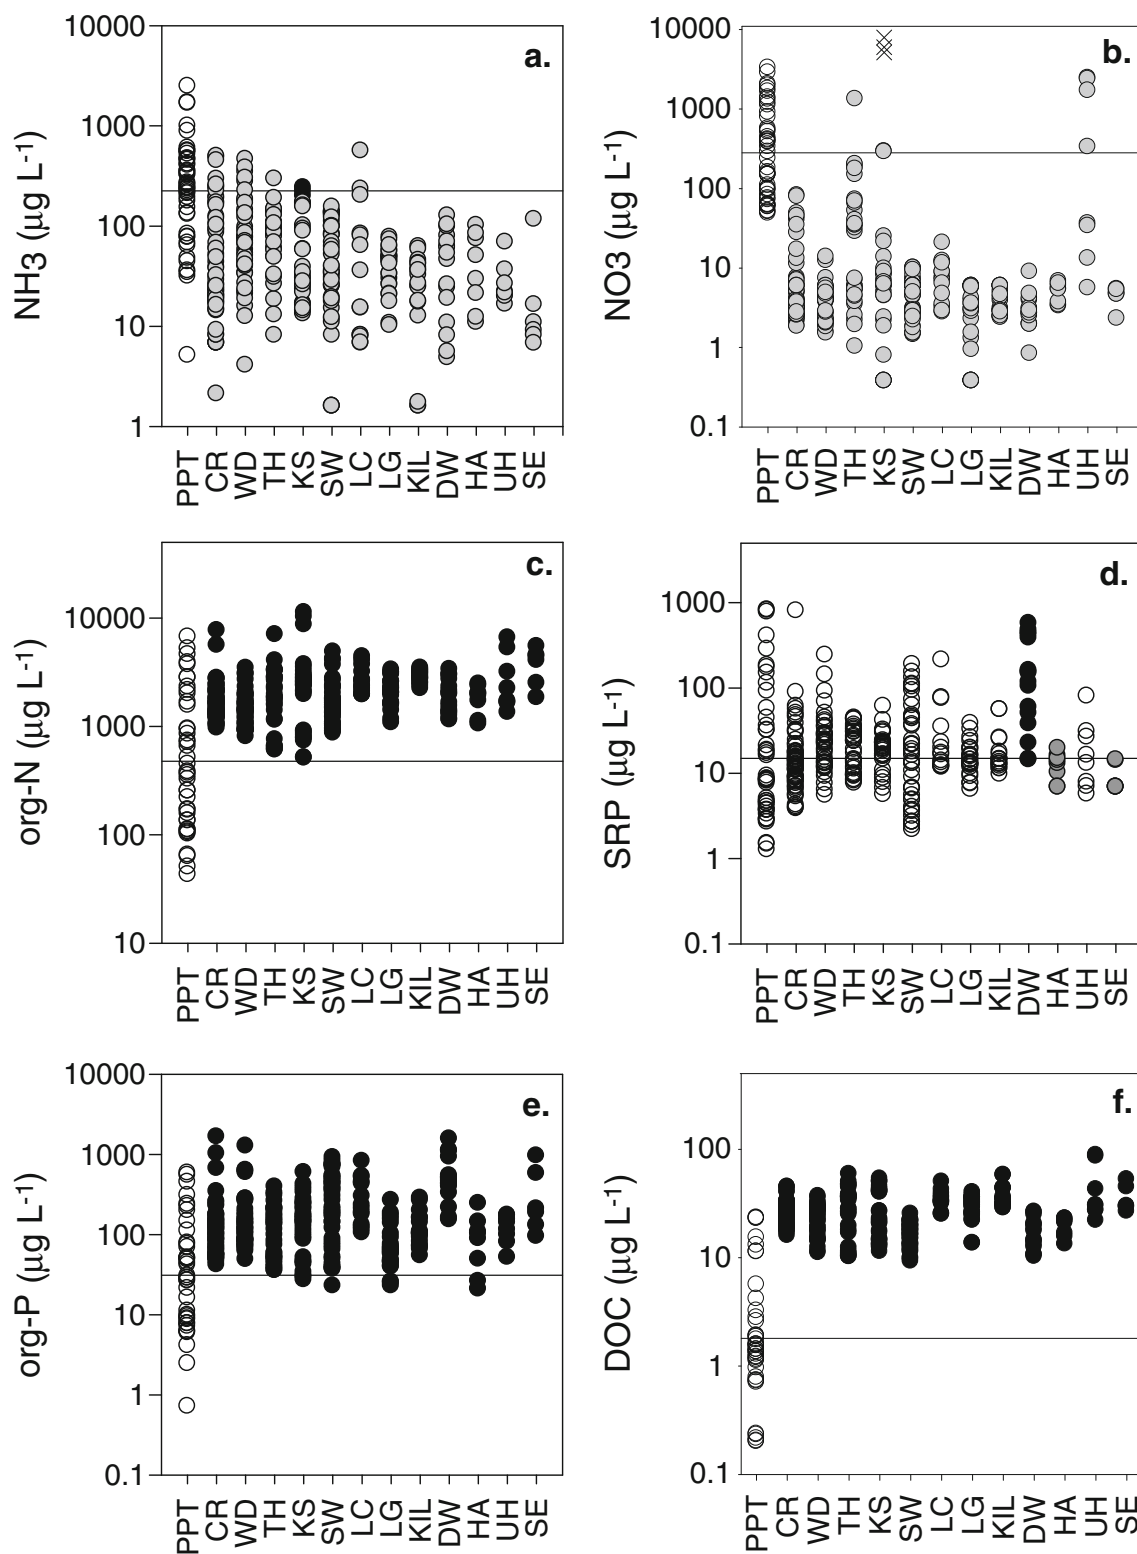 a.
NH3 (µg L-1)
10000
1000
100
10
1
PPT
CR
WD
TH
KS
SW
LC
LG
KIL
DW
HA
UH
SE
b.
NO3 (µg L-1)
10000
1000
100
10
1
0.1
PPT
CR
WD
TH
KS
SW
LC
LG
KIL
DW
HA
UH
SE
c.
org-N (µg L-1)
10000
1000
100
10
PPT
CR
WD
TH
KS
SW
LC
LG
KIL
DW
HA
UH
SE
d.
SRP (µg L-1)
1000
100
10
1
0.1
PPT
CR
WD
TH
KS
SW
LC
LG
KIL
DW
HA
UH
SE
e.
org-P (µg L-1)
10000
1000
100
10
1
0.1
PPT
CR
WD
TH
KS
SW
LC
LG
KIL
DW
HA
UH
SE
f.
DOC (µg L-1)
100
10
1
0.1
PPT
CR
WD
TH
KS
SW
LC
LG
KIL
DW
HA
UH
SE